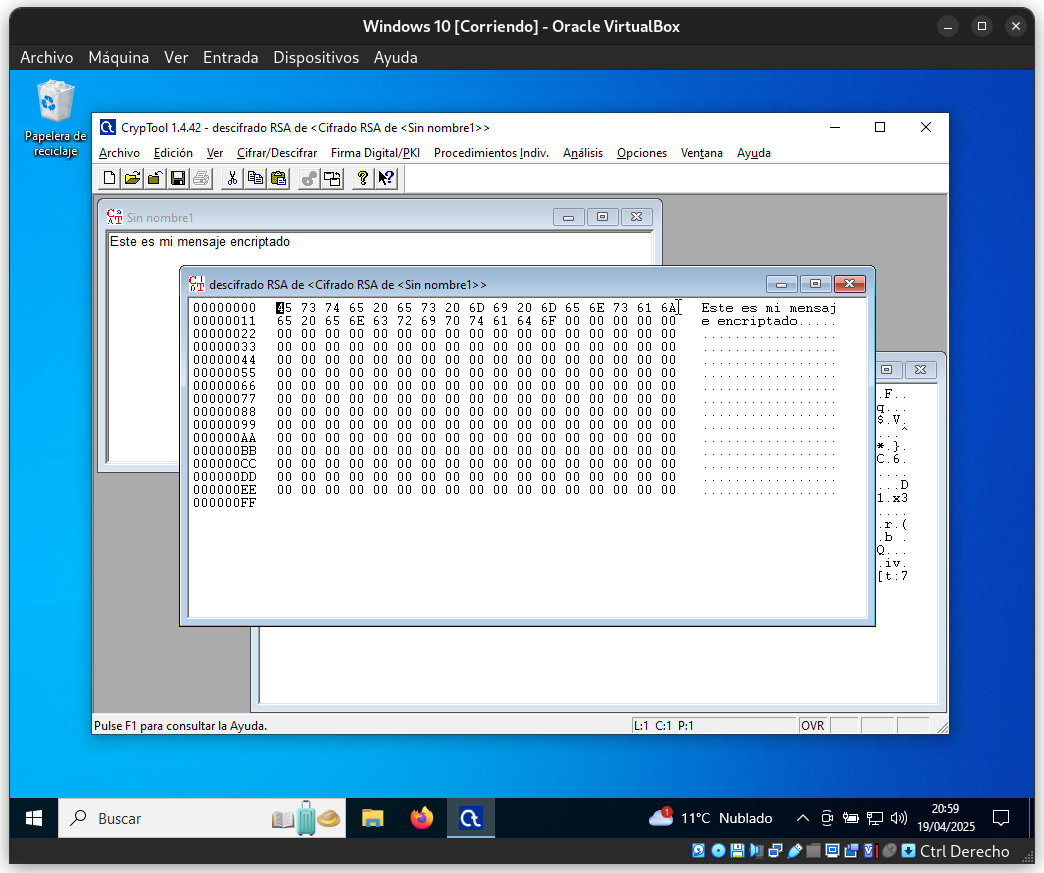 Windows 10 [Corriendo] - Oracle VirtualBox
Archivo Máquina Ver Entrada Dispositivos Ayuda
Papelera de
reciclaje
CrypTool 1.4.42 - descifrado RSA de <Cifrado RSA de <Sin nombre1>>
Archivo Edición Ver Cifrar/Descifrar Firma Digital/PKI Procedimientos Indiv. Análisis Opciones Ventana Ayuda
Sin nombre1
Este es mi mensaje encriptado
descifrado RSA de <Cifrado RSA de <Sin nombre1>>
00000000 45 73 74 65 20 65 73 20 6D 69 20 6D 65 6E 73 61 6A Este es mi mensaj
00000011 65 20 65 6E 63 72 69 70 74 61 64 6F 00 00 00 00 00 e encriptado.....
00000022 00 00 00 00 00 00 00 00 00 00 00 00 00 00 00 00 00 .................
00000033 00 00 00 00 00 00 00 00 00 00 00 00 00 00 00 00 00 .................
00000044 00 00 00 00 00 00 00 00 00 00 00 00 00 00 00 00 00 .................
00000055 00 00 00 00 00 00 00 00 00 00 00 00 00 00 00 00 00 .................
00000066 00 00 00 00 00 00 00 00 00 00 00 00 00 00 00 00 00 .................
00000077 00 00 00 00 00 00 00 00 00 00 00 00 00 00 00 00 00 .................
00000088 00 00 00 00 00 00 00 00 00 00 00 00 00 00 00 00 00 .................
00000099 00 00 00 00 00 00 00 00 00 00 00 00 00 00 00 00 00 .................
000000AA 00 00 00 00 00 00 00 00 00 00 00 00 00 00 00 00 00 .................
000000BB 00 00 00 00 00 00 00 00 00 00 00 00 00 00 00 00 00 .................
000000CC 00 00 00 00 00 00 00 00 00 00 00 00 00 00 00 00 00 .................
000000DD 00 00 00 00 00 00 00 00 00 00 00 00 00 00 00 00 00 .................
000000EE 00 00 00 00 00 00 00 00 00 00 00 00 00 00 00 00 00 .................
000000FF
.F..
q...
$.V.
...^
*.}.
C.6.
....
...D
1.x3
....
.r.(
.b .
Q...
.iv.
[t:7
Pulse F1 para consultar la Ayuda.
L:1 C:1 P:1
OVR
Buscar
1
11°C Nublado
20:59
19/04/2025
Ctrl Derecho